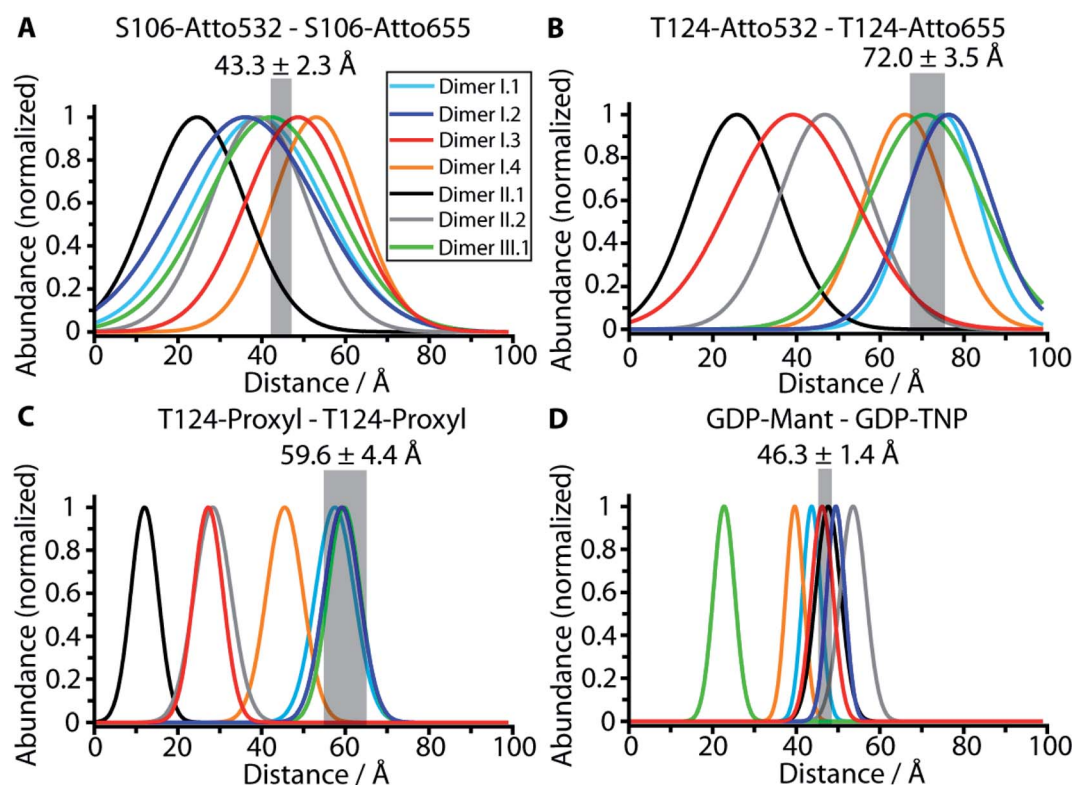 A
S106-Atto532 - S106-Atto655
43.3 ± 2.3 Å
Abundance (normalized)
1
0.8
0.6
0.4
0.2
0
0 20 40 60 80 100
Distance / Å
Dimer I.1
Dimer I.2
Dimer I.3
Dimer I.4
Dimer II.1
Dimer II.2
Dimer III.1
B
T124-Atto532 - T124-Atto655
72.0 ± 3.5 Å
Abundance (normalized)
1
0.8
0.6
0.4
0.2
0
0 20 40 60 80 100
Distance / Å
C
T124-Proxyl - T124-Proxyl
59.6 ± 4.4 Å
Abundance (normalized)
1
0.8
0.6
0.4
0.2
0
0 20 40 60 80 100
Distance / Å
D
GDP-Mant - GDP-TNP
46.3 ± 1.4 Å
Abundance (normalized)
1
0.8
0.6
0.4
0.2
0
0 20 40 60 80 100
Distance / Å